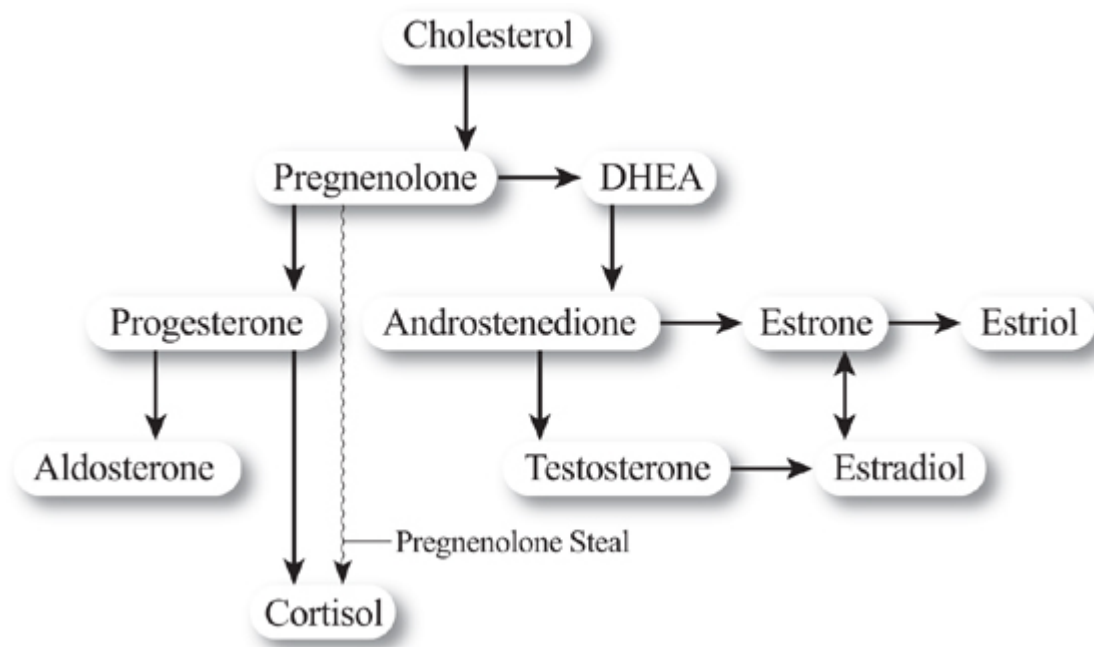 Cholesterol
Pregnenolone
DHEA
Progesterone
Androstenedione
Estrone
Estriol
Aldosterone
Testosterone
Estradiol
Pregnenolone Steal
Cortisol